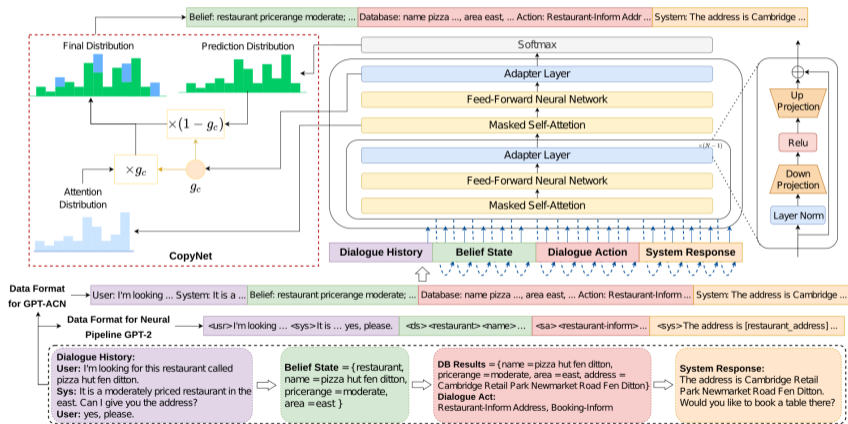 Belief: restaurant pricerange moderate; ... Database: name pizza ..., area east, ... Action: Restaurant-Inform Addr ... System: The address is Cambridge ...
Final Distribution
Prediction Distribution
×(1 − g_c)
×g_c
g_c
Attention
Distribution
CopyNet
Softmax
Adapter Layer
Feed-Forward Neural Network
Masked Self-Attetion
×(N − 1)
Adapter Layer
Feed-Forward Neural Network
Masked Self-Attetion
Up
Projection
Relu
Down
Projection
Layer Norm
Dialogue History Belief State Dialogue Action System Response
Data Format
for GPT-ACN
User: I'm looking ... System: It is a ... Belief: restaurant pricerange moderate; ... Database: name pizza ..., area east, ... Action: Restaurant-Inform ... System: The address is Cambridge ...
Data Format for Neural
Pipeline GPT-2
<usr>I'm looking ... <sys>It is ... yes, please. <ds><restaurant><name>... <sa><restaurant-inform>... <sys>The address is [restaurant_address] ...
Dialogue History:
User: I'm looking for this restaurant called
pizza hut fen ditton.
Sys: It is a moderately priced restaurant in the
east. Can I give you the address?
User: yes, please.
Belief State = {restaurant,
name =pizza hut fen ditton,
pricerange =moderate,
area =east }
DB Results = {name =pizza hut fen ditton,
pricerange =moderate, area =east, address =
Cambridge Retail Park Newmarket Road Fen Ditton}
Dialogue Act:
Restaurant-Inform Address, Booking-Inform
System Response:
The address is Cambridge Retail
Park Newmarket Road Fen Ditton.
Would you like to book a table there?